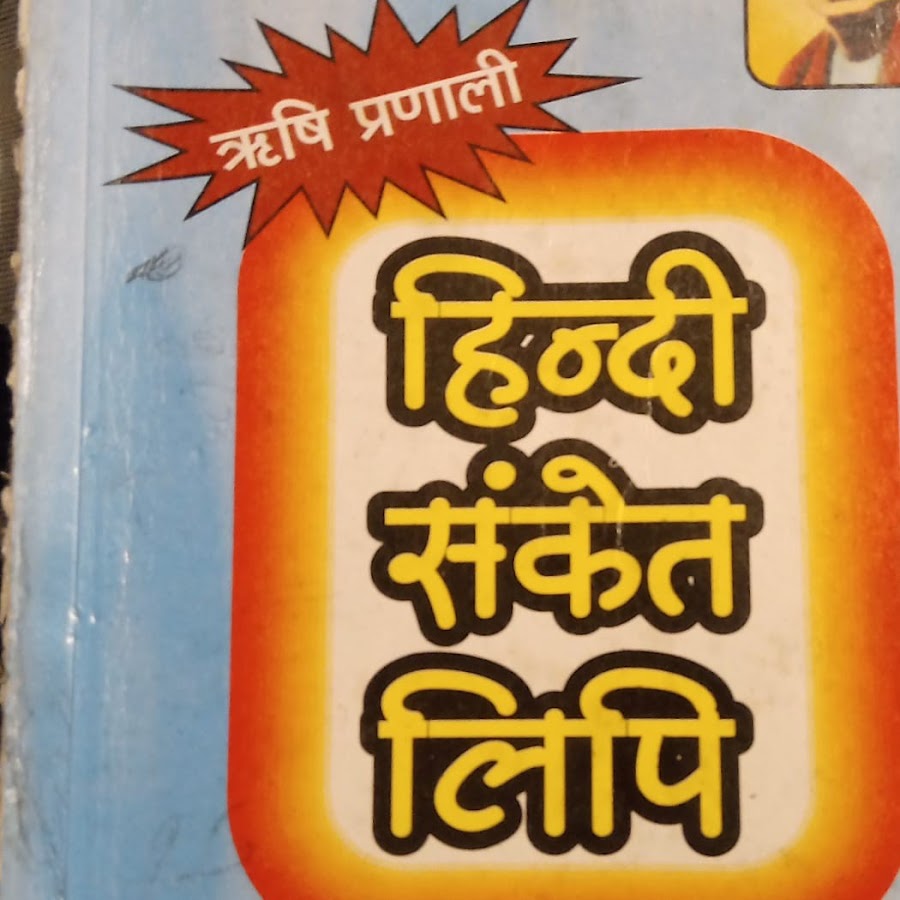 ऋषि प्रणाली
हिन्दी
संकेत
लिपि